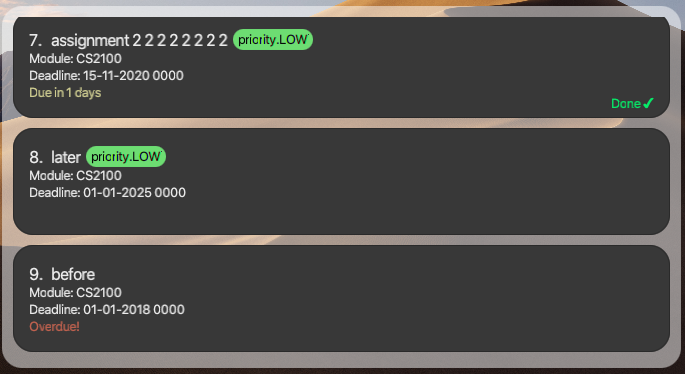 7. assignment 2 2 2 2 2 2 2 2 priority.LOW
Module: CS2100
Deadline: 15-11-2020 0000
Due in 1 days
Done ✔
8. later priority.LOW
Module: CS2100
Deadline: 01-01-2025 0000
9. before
Module: CS2100
Deadline: 01-01-2018 0000
Overdue!